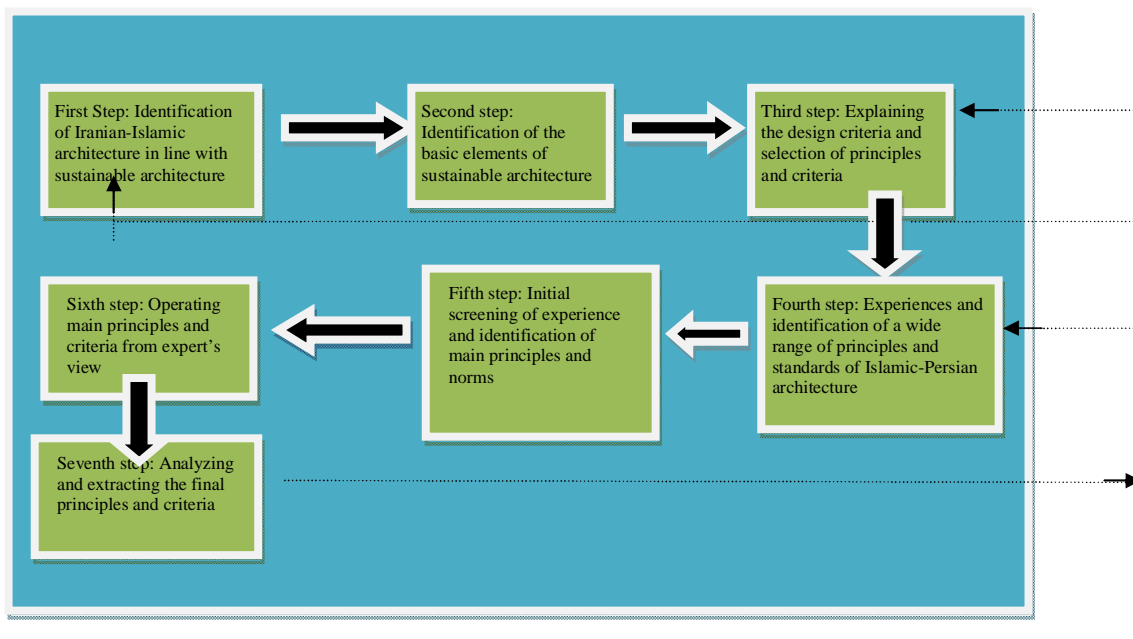 First Step: Identification
of Iranian-Islamic
architecture in line with
sustainable architecture
Second step:
Identification of the
basic elements of
sustainable architecture
Third step: Explaining
the design criteria and
selection of principles
and criteria
Fourth step: Experiences and
identification of a wide
range of principles and
standards of Islamic-Persian
architecture
Fifth step: Initial
screening of experience
and identification of
main principles and
norms
Sixth step: Operating
main principles and
criteria from expert’s
view
Seventh step: Analyzing
and extracting the final
principles and criteria